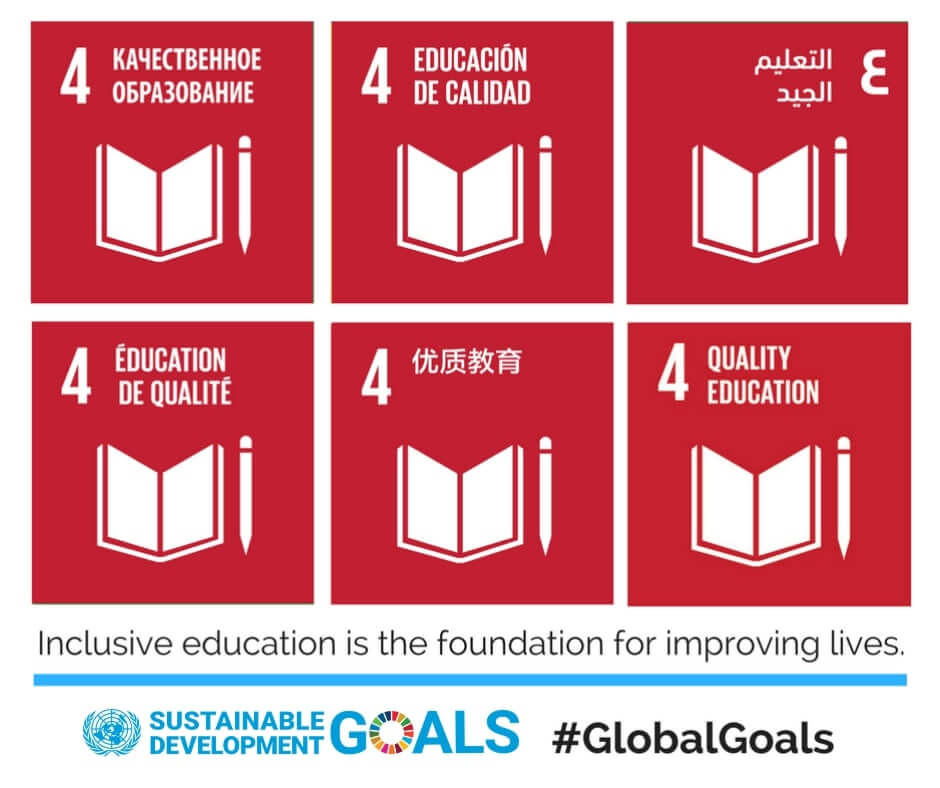 4 КАЧЕСТВЕННОЕ
ОБРАЗОВАНИЕ
4 EDUCACIÓN
DE CALIDAD
٤ التعليم
الجيد
4 ÉDUCATION
DE QUALITÉ
4 优质教育
4 QUALITY
EDUCATION
Inclusive education is the foundation for improving lives.
SUSTAINABLE
DEVELOPMENT
GOALS
#GlobalGoals